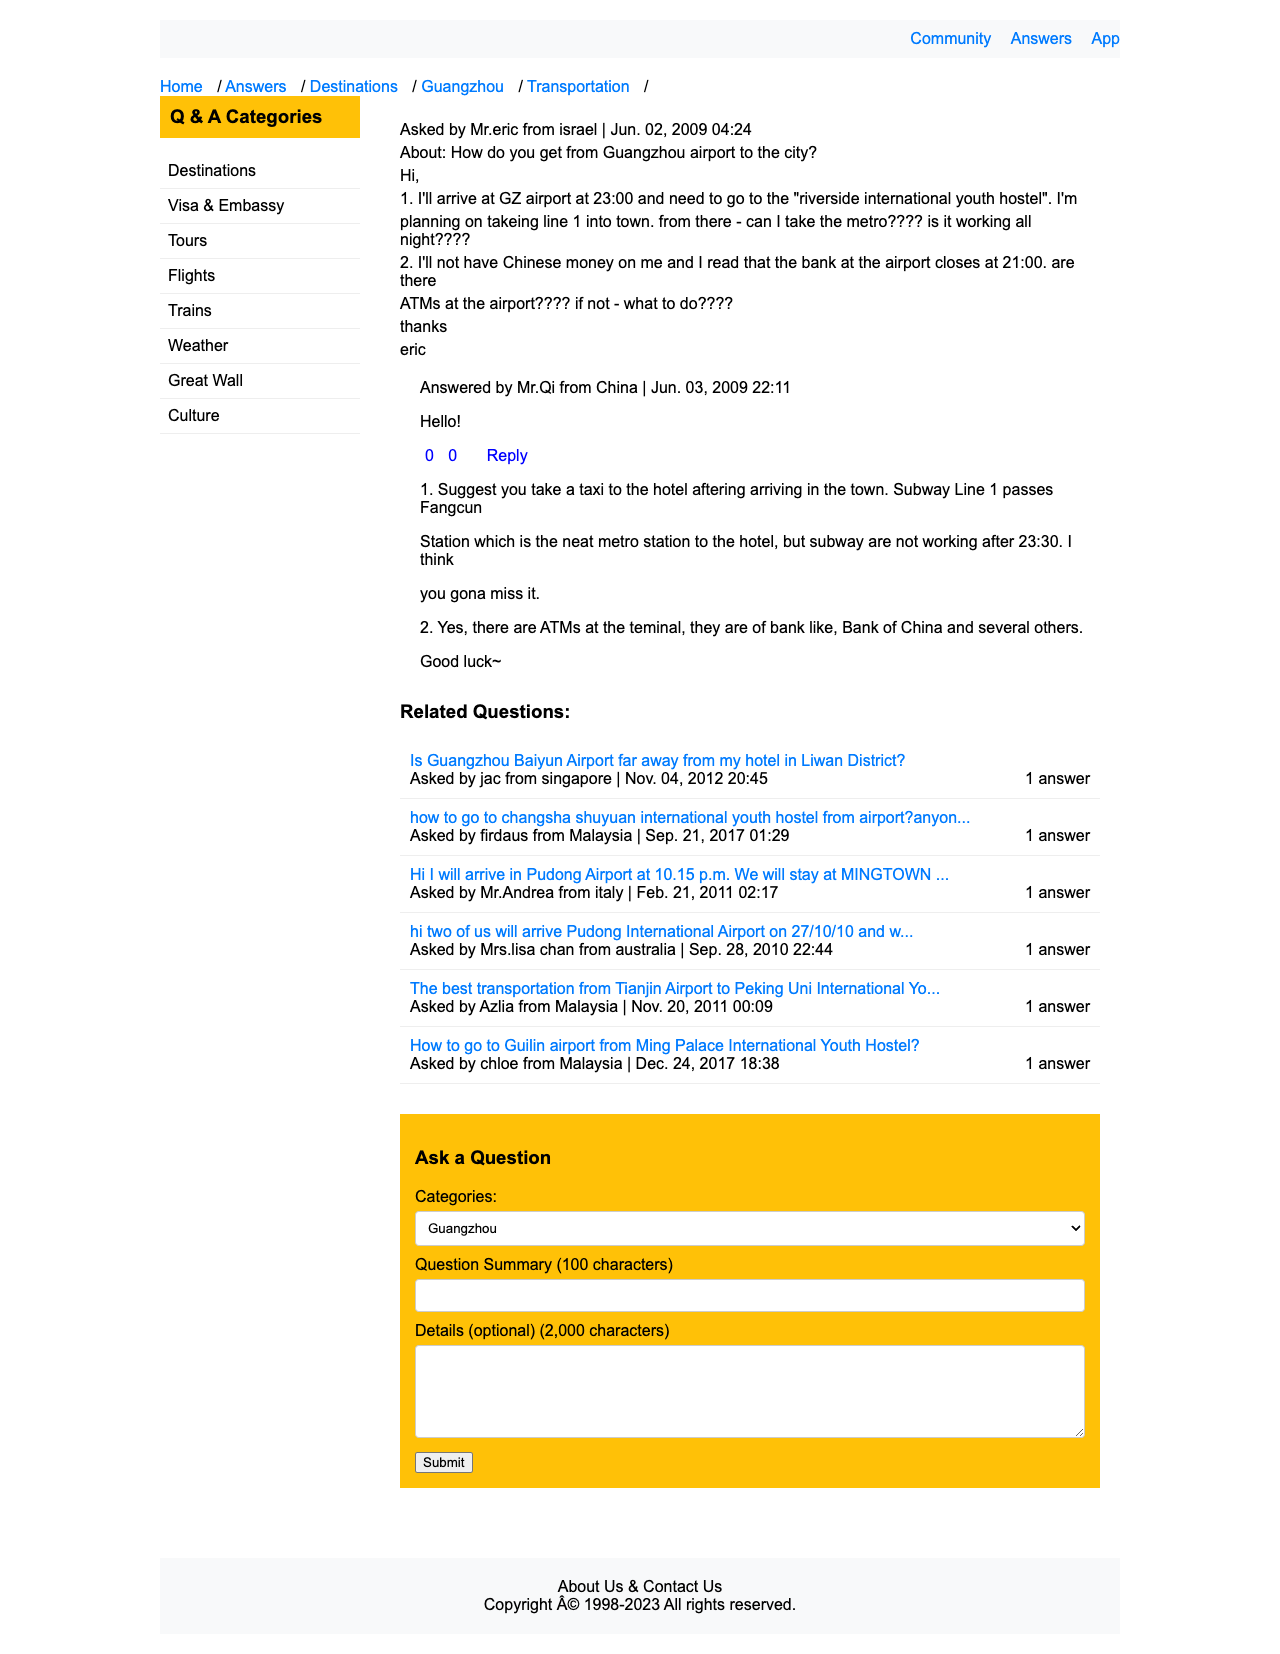 Community Answers App
Home / Answers / Destinations / Guangzhou / Transportation /
Q & A Categories
Destinations
Visa & Embassy
Tours
Flights
Trains
Weather
Great Wall
Culture
Asked by Mr.eric from israel | Jun. 02, 2009 04:24
About: How do you get from Guangzhou airport to the city?
Hi,
1. I'll arrive at GZ airport at 23:00 and need to go to the "riverside international youth hostel". I'm
planning on takeing line 1 into town. from there - can I take the metro???? is it working all
night????
2. I'll not have Chinese money on me and I read that the bank at the airport closes at 21:00. are
there
ATMs at the airport???? if not - what to do????
thanks
eric
Answered by Mr.Qi from China | Jun. 03, 2009 22:11
Hello!
0 0 Reply
1. Suggest you take a taxi to the hotel aftering arriving in the town. Subway Line 1 passes
Fangcun
Station which is the neat metro station to the hotel, but subway are not working after 23:30. I
think
you gona miss it.
2. Yes, there are ATMs at the teminal, they are of bank like, Bank of China and several others.
Good luck~
Related Questions:
Is Guangzhou Baiyun Airport far away from my hotel in Liwan District?
Asked by jac from singapore | Nov. 04, 2012 20:45 1 answer
how to go to changsha shuyuan international youth hostel from airport?anyon...
Asked by firdaus from Malaysia | Sep. 21, 2017 01:29 1 answer
Hi I will arrive in Pudong Airport at 10.15 p.m. We will stay at MINGTOWN ...
Asked by Mr.Andrea from italy | Feb. 21, 2011 02:17 1 answer
hi two of us will arrive Pudong International Airport on 27/10/10 and w...
Asked by Mrs.lisa chan from australia | Sep. 28, 2010 22:44 1 answer
The best transportation from Tianjin Airport to Peking Uni International Yo...
Asked by Azlia from Malaysia | Nov. 20, 2011 00:09 1 answer
How to go to Guilin airport from Ming Palace International Youth Hostel?
Asked by chloe from Malaysia | Dec. 24, 2017 18:38 1 answer
Ask a Question
Categories:
Guangzhou
Question Summary (100 characters)
Details (optional) (2,000 characters)
Submit
About Us & Contact Us
Copyright Â© 1998-2023 All rights reserved.